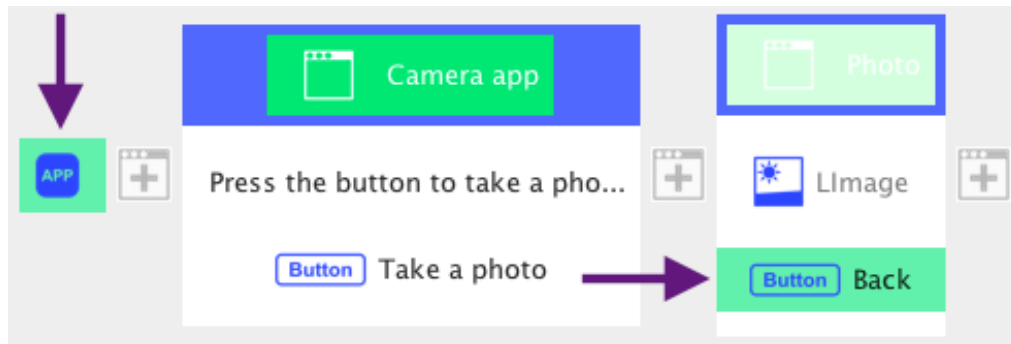 Camera app
Photo
APP
Press the button to take a pho...
LImage
Button Take a photo
Button Back